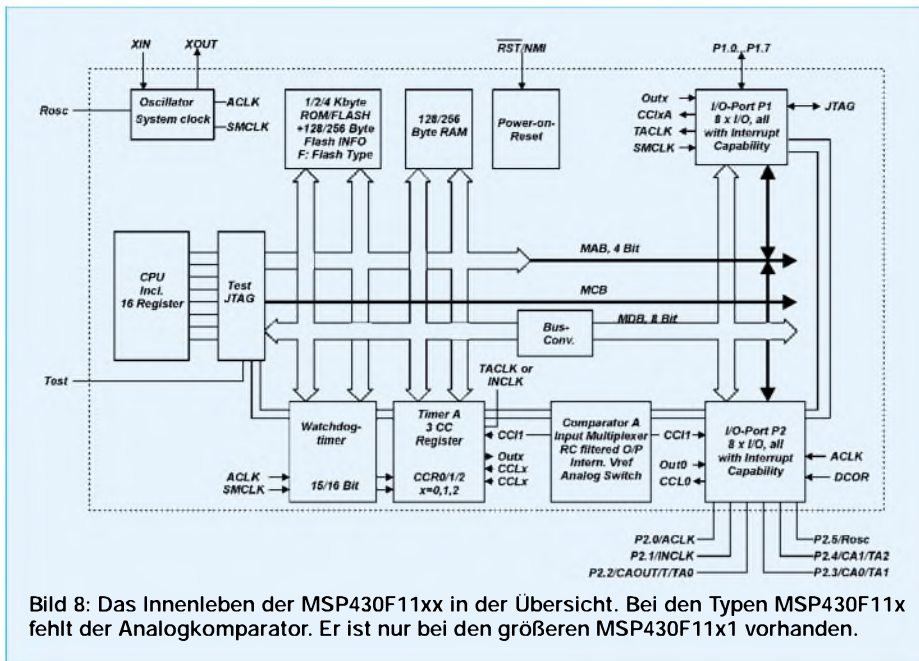 XIN
XOUT
RST/NMI
P1.0...P1.7
Rosc
Oscillator
System clock
ACLK
SMCLK
1/2/4 Kbyte
ROM/FLASH
+128/256 Byte
Flash INFO
F: Flash Type
128/256
Byte RAM
Power-on-
Reset
Outx
CCIxA
TACLK
SMCLK
I/O-Port P1
8 x I/O, all
with Interrupt
Capability
JTAG
CPU
Incl.
16 Register
Test
JTAG
MAB, 4 Bit
MCB
MDB, 8 Bit
Bus-
Conv.
Test
TACLK or
INCLK
Watchdog-
timer
15/16 Bit
ACLK
SMCLK
Timer A
3 CC
Register
CCR0/1/2
x=0,1,2
CCI1
Outx
CCLx
CCLx
Comparator A
Input Multiplexer
RC filtered O/P
Intern. Vref
Analog Switch
CCI1
Out0
CCL0
I/O-Port P2
8 x I/O, all
with Interrupt
Capability
ACLK
DCOR
P2.0/ACLK
P2.1/INCLK
P2.2/CAOUT/T/TA0
P2.5/Rosc
P2.4/CA1/TA2
P2.3/CA0/TA1
Bild 8: Das Innenleben der MSP430F11xx in der Übersicht. Bei den Typen MSP430F11x
fehlt der Analogkomparator. Er ist nur bei den größeren MSP430F11x1 vorhanden.